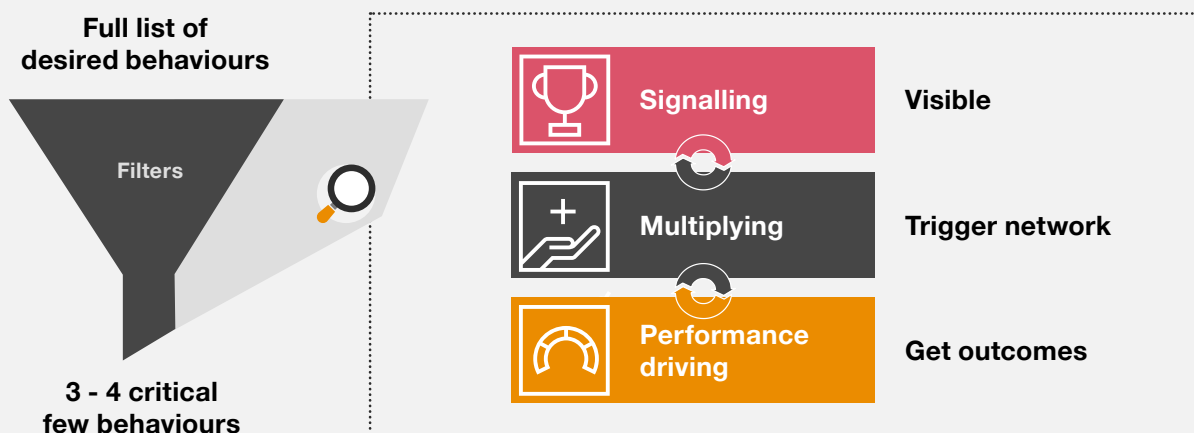 Full list of
desired behaviours
Filters
3 - 4 critical
few behaviours
Signalling
Visible
Multiplying
Trigger network
Performance
driving
Get outcomes